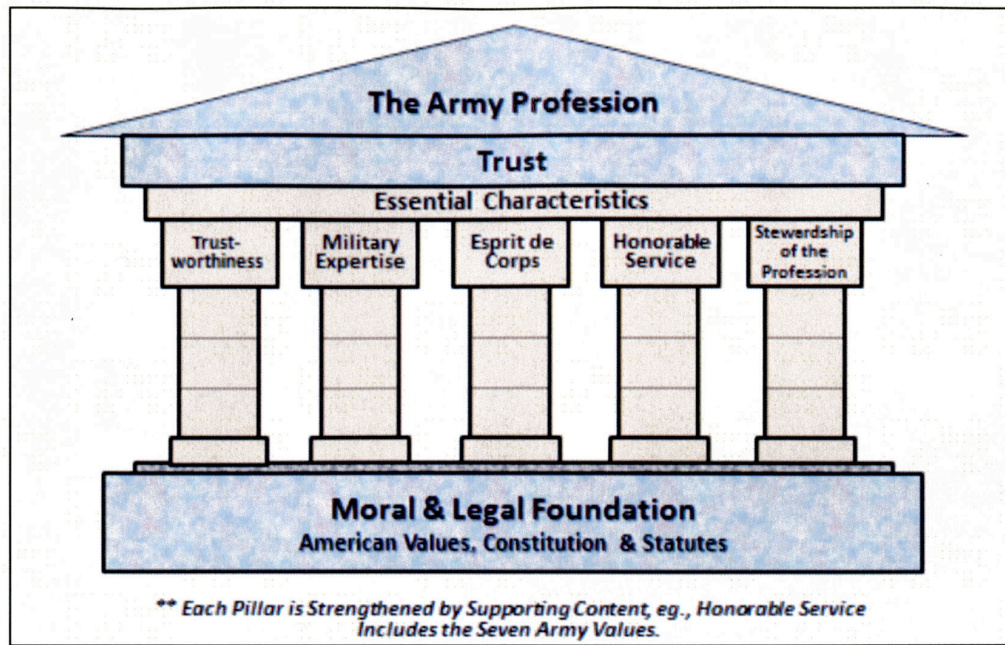 The Army Profession
Trust
Essential Characteristics
Trust-
worthiness
Military
Expertise
Esprit de
Corps
Honorable
Service
Stewerdship
of the
Profession
Moral & Legal Foundation
American Values, Constitution & Statutes
** Each Pillar is Strengthened by Supporting Content, eg., Honorable Service
Includes the Seven Army Values.